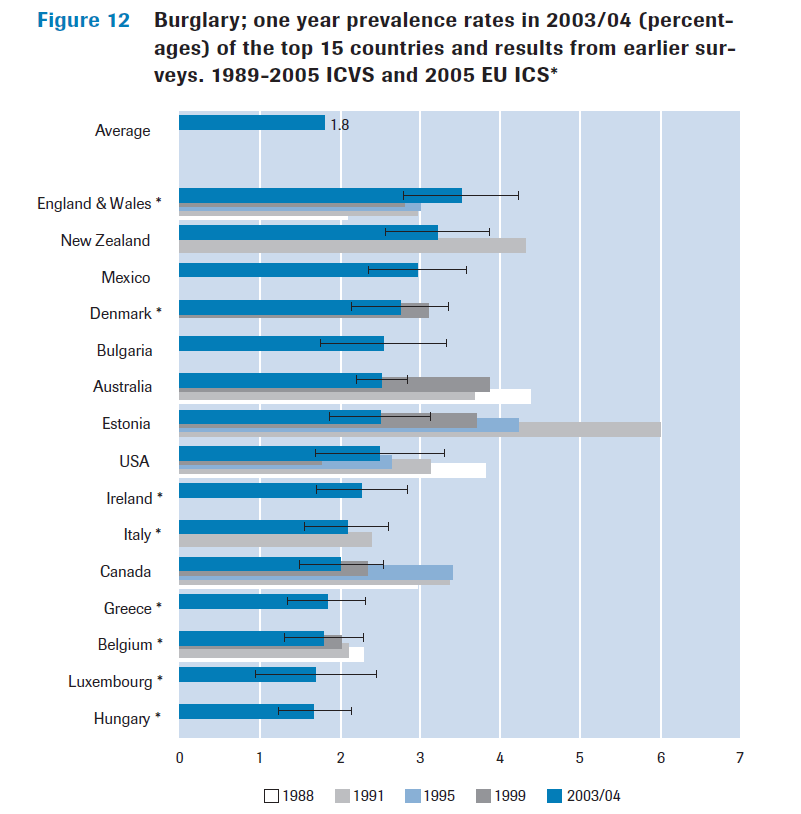 Figure 12 Burglary; one year prevalence rates in 2003/04 (percent-
ages) of the top 15 countries and results from earlier sur-
veys. 1989-2005 ICVS and 2005 EU ICS*
Average
1.8
England & Wales *
New Zealand
Mexico
Denmark *
Bulgaria
Australia
Estonia
USA
Ireland *
Italy *
Canada
Greece *
Belgium *
Luxembourg *
Hungary *
0 1 2 3 4 5 6 7
1988 1991 1995 1999 2003/04